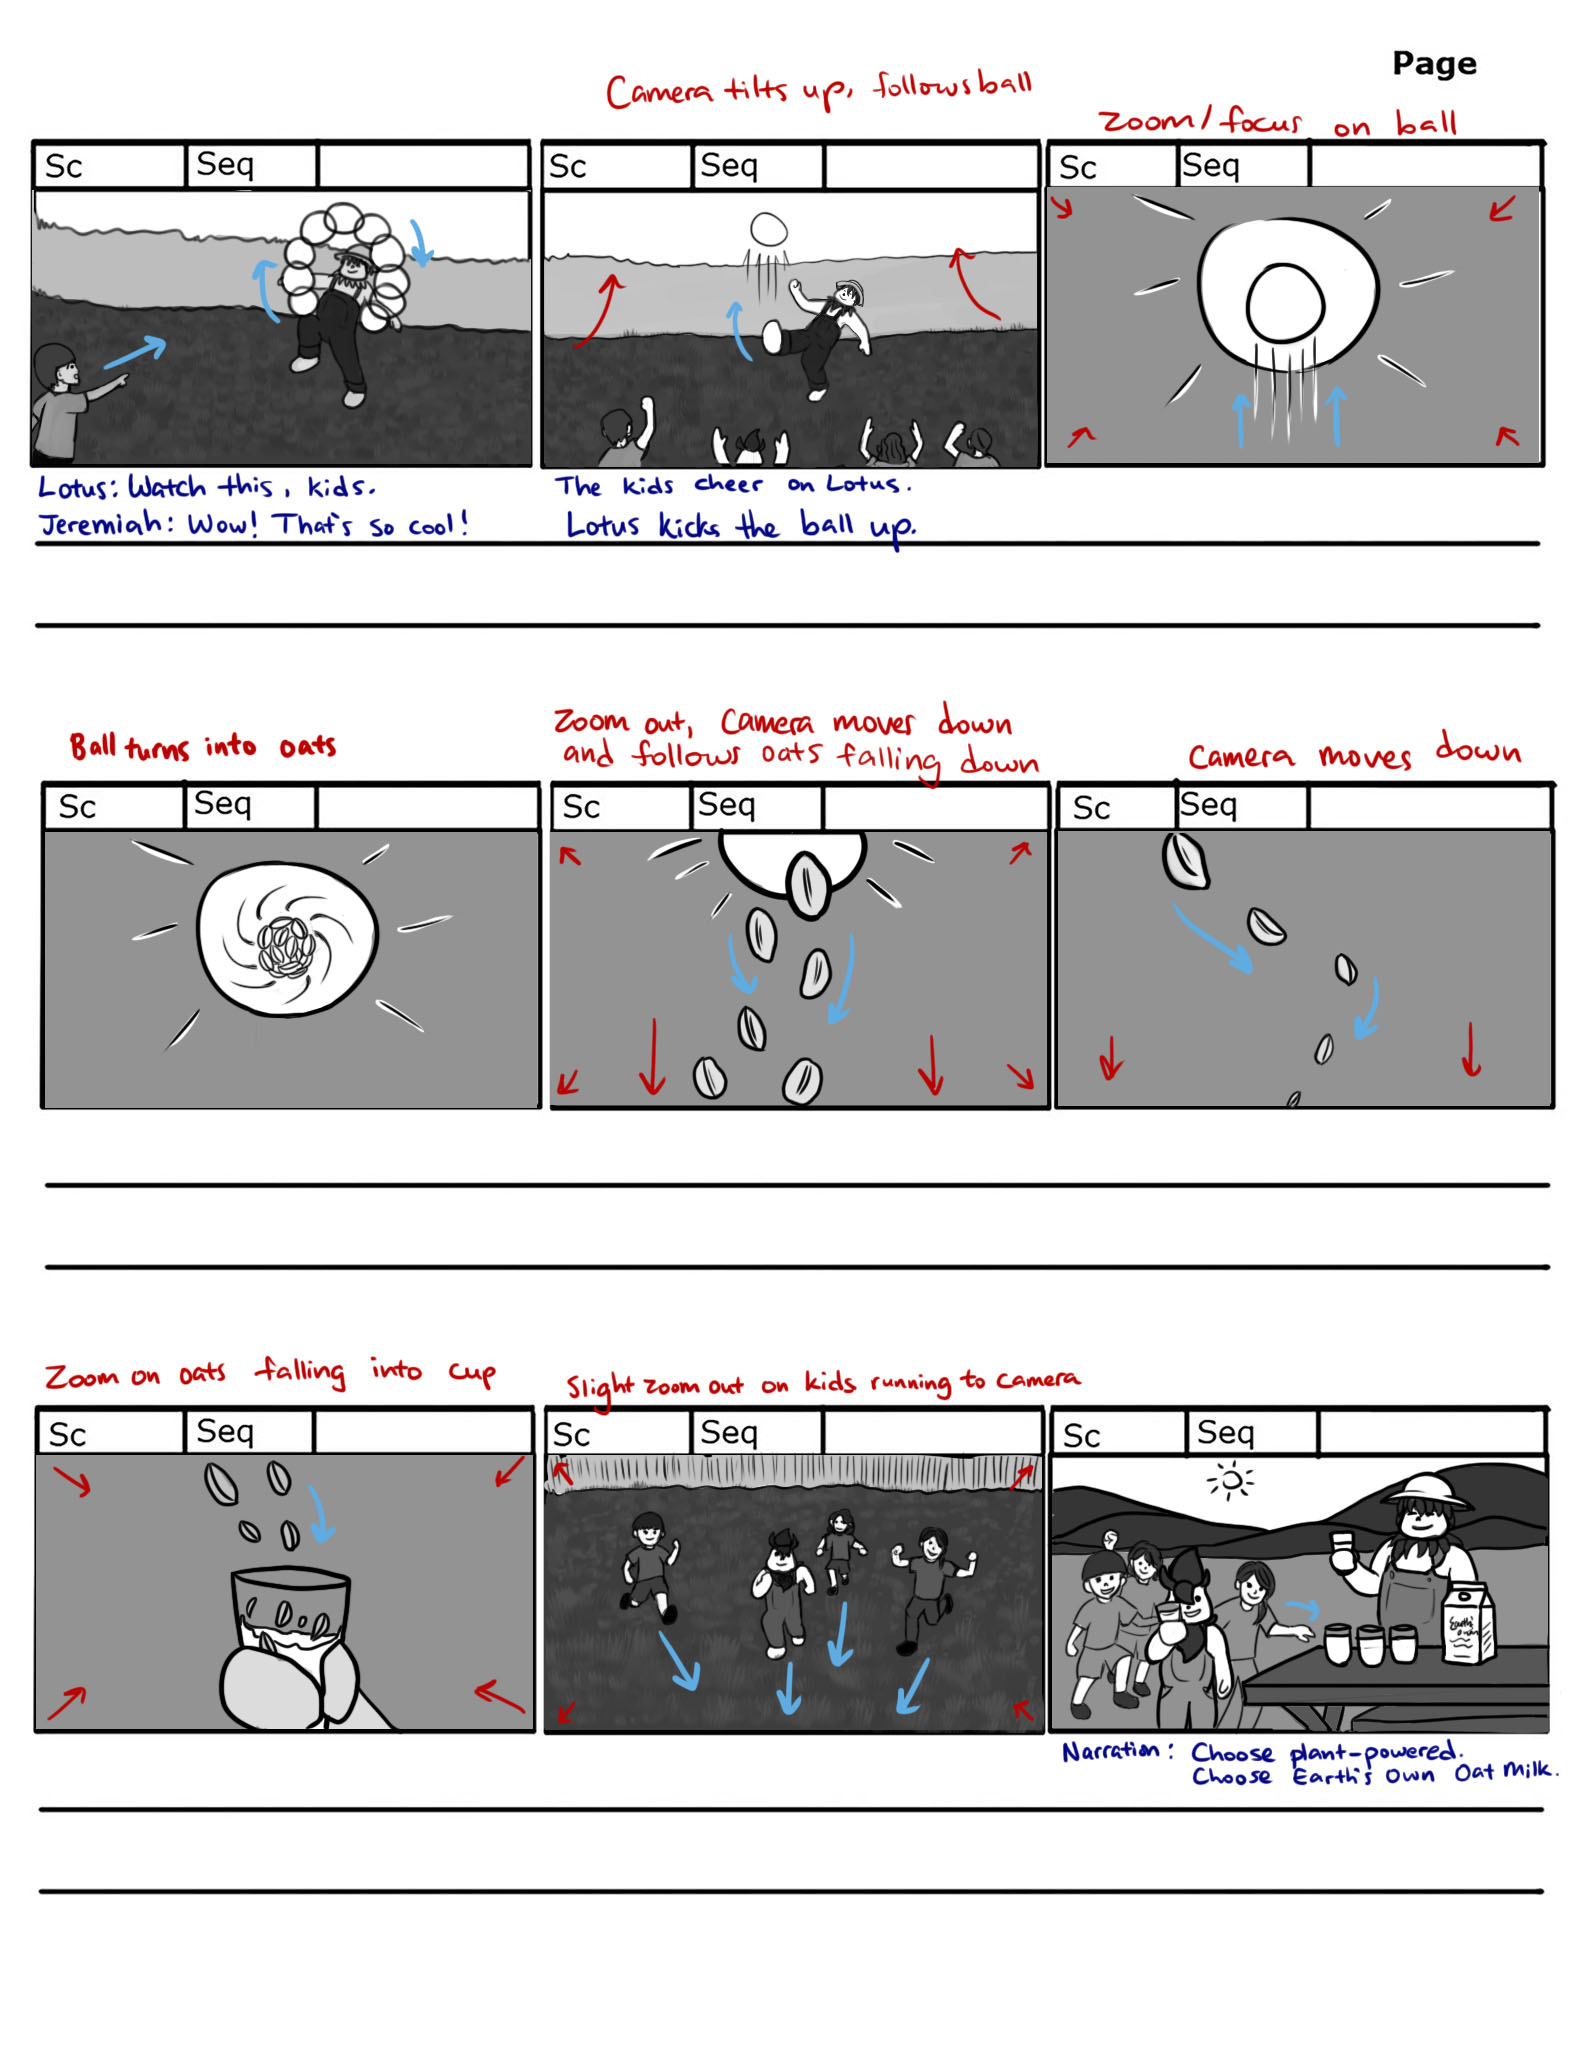 Page
Camera tilts up, follows ball
Zoom/focus on ball
Sc Seq
Sc Seq
Sc Seq
Lotus: Watch this, kids.
Jeremiah: Wow! That's so cool!
The kids cheer on Lotus.
Lotus kicks the ball up.
Ball turns into oats
Zoom out, Camera moves down
and follows oats falling down
Camera moves down
Sc Seq
Sc Seq
Sc Seq
Zoom on oats falling into cup
Slight zoom out on kids running to camera
Sc Seq
Sc Seq
Sc Seq
Earth's
Own
Narration: Choose plant-powered.
Choose Earth's Own Oat Milk.